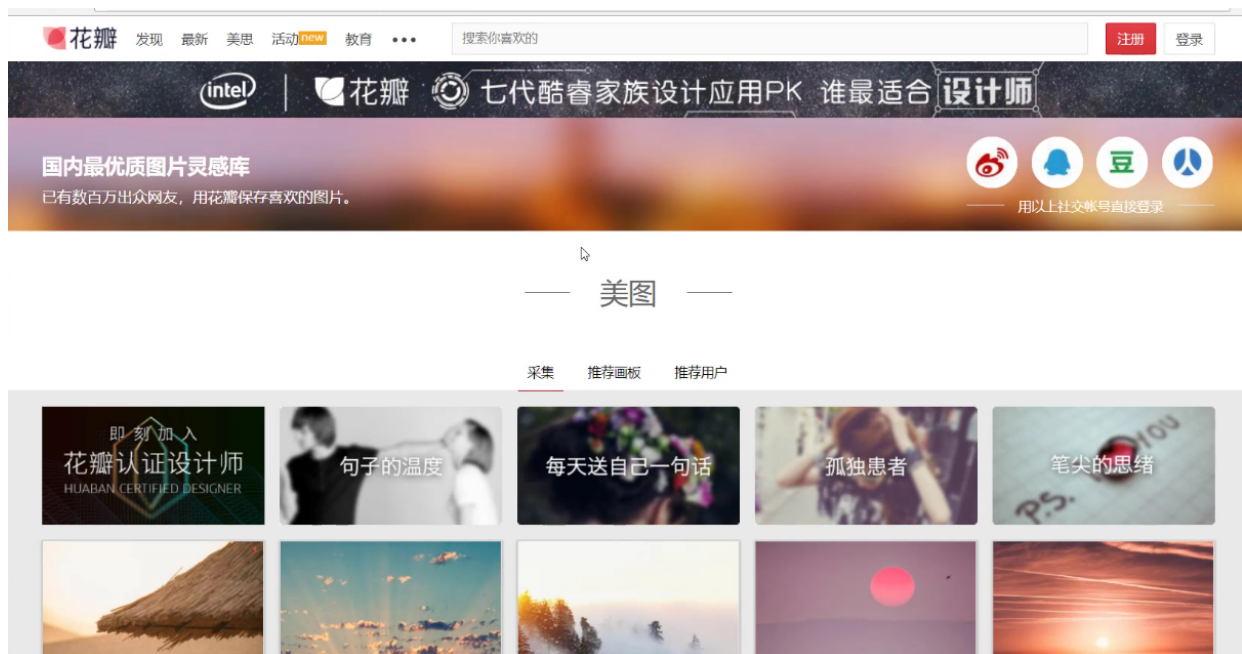 花瓣 发现 最新 美思 活动 new 教育 ••• 搜索你喜欢的 注册 登录
intel | 花瓣 七代酷睿家族设计应用PK 谁最适合 设计师
国内最优质图片灵感库
已有数百万出众网友，用花瓣保存喜欢的图片。
豆
用以上社交帐号直接登录
美图
采集 推荐画板 推荐用户
即刻加入
花瓣认证设计师
HUABAN CERTIFIED DESIGNER
句子的温度
每天送自己一句话
孤独患者
笔尖的思绪
P.S.
YOU